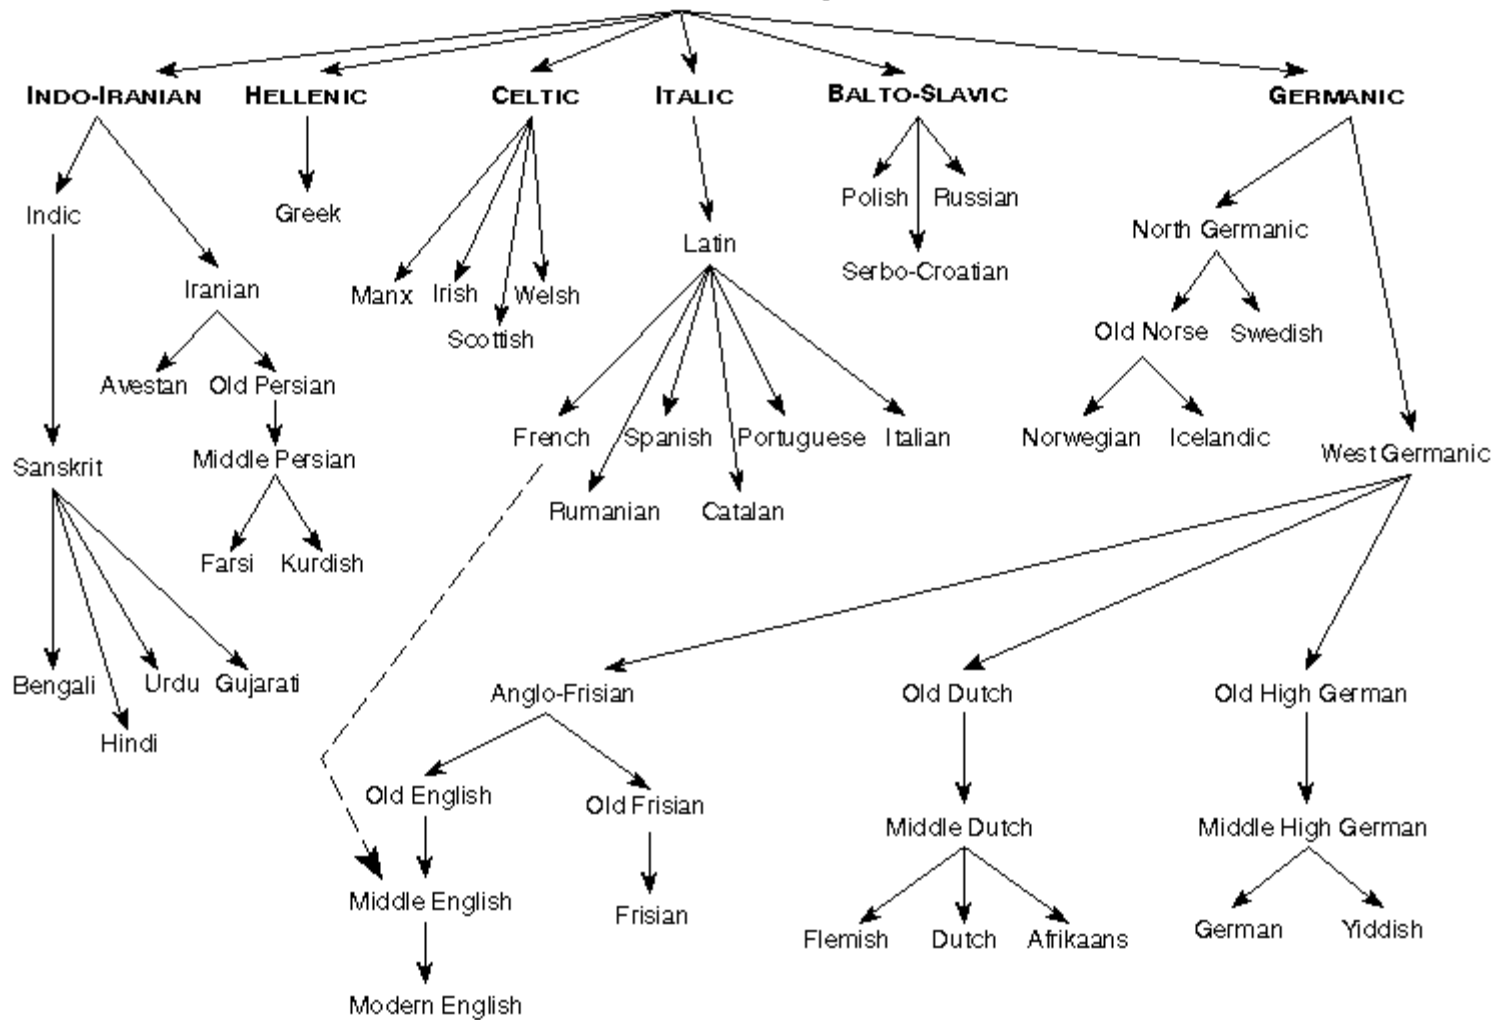 INDO-IRANIAN HELLENIC CELTIC ITALIC BALTO-SLAVIC GERMANIC
Polish Russian
Indic Greek North Germanic
Latin
Serbo-Croatian
Iranian Manx Irish Welsh
Scottish Old Norse Swedish
Avestan Old Persian
French Spanish Portuguese Italian Norwegian Icelandic
Sanskrit Middle Persian West Germanic
Rumanian Catalan
Farsi Kurdish
Bengali Urdu Gujarati Anglo-Frisian Old Dutch Old High German
Hindi
Old English Old Frisian
Middle Dutch Middle High German
Middle English Frisian
Flemish Dutch Afrikaans German Yiddish
Modern English